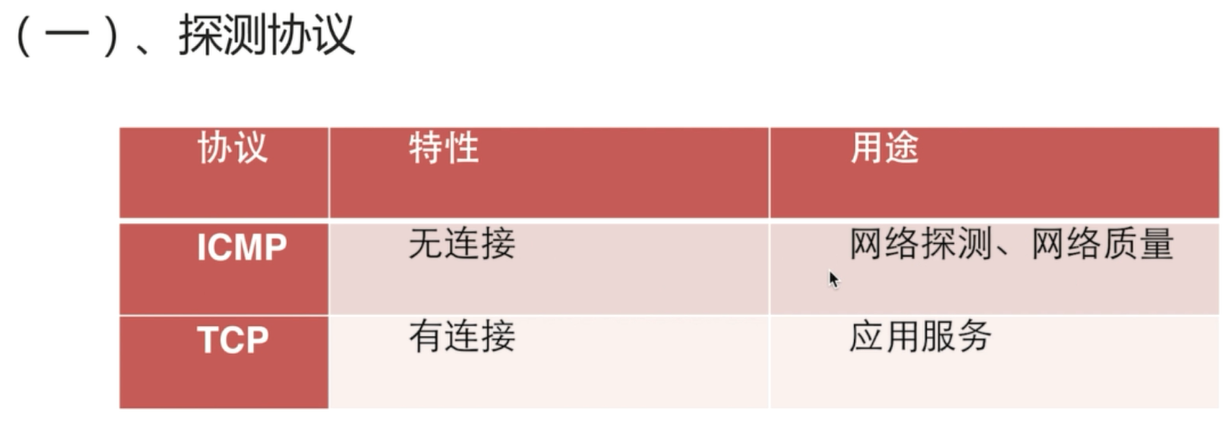 （一）、探测协议
协议 特性 用途
ICMP 无连接 网络探测、网络质量
TCP 有连接 应用服务